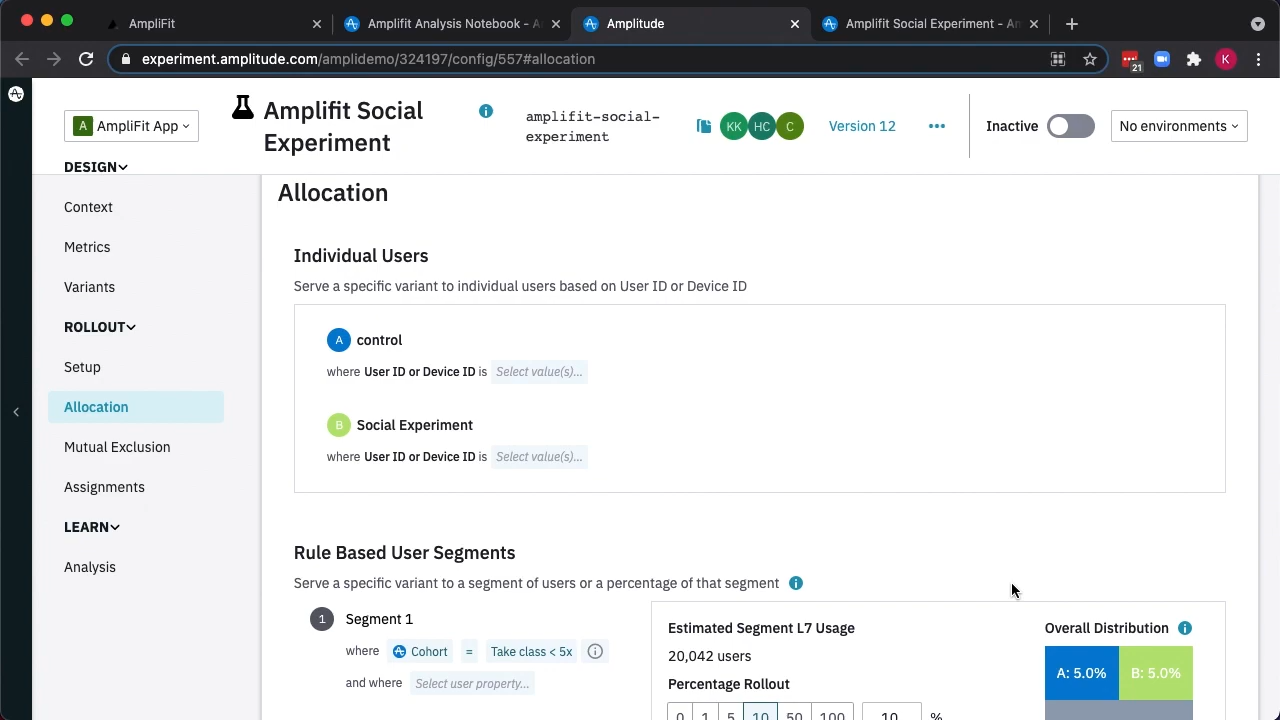 AmpliFit
Amplifit Analysis Notebook - A
Amplitude
Amplifit Social Experiment - An
experiment.amplitude.com/amplidemo/324197/config/557#allocation
21
K
A AmpliFit App
Amplifit Social
Experiment
amplifit-social-
experiment
KK HC C
Version 12
Inactive
No environments
DESIGN
Context
Metrics
Variants
ROLLOUT
Setup
Allocation
Mutual Exclusion
Assignments
LEARN
Analysis
Allocation
Individual Users
Serve a specific variant to individual users based on User ID or Device ID
A control
where User ID or Device ID is Select value(s)...
B Social Experiment
where User ID or Device ID is Select value(s)...
Rule Based User Segments
Serve a specific variant to a segment of users or a percentage of that segment
1 Segment 1
where Cohort = Take class < 5x
and where Select user property...
Estimated Segment L7 Usage
20,042 users
Percentage Rollout
0 1 5 10 50 100 10 %
Overall Distribution
A: 5.0% B: 5.0%